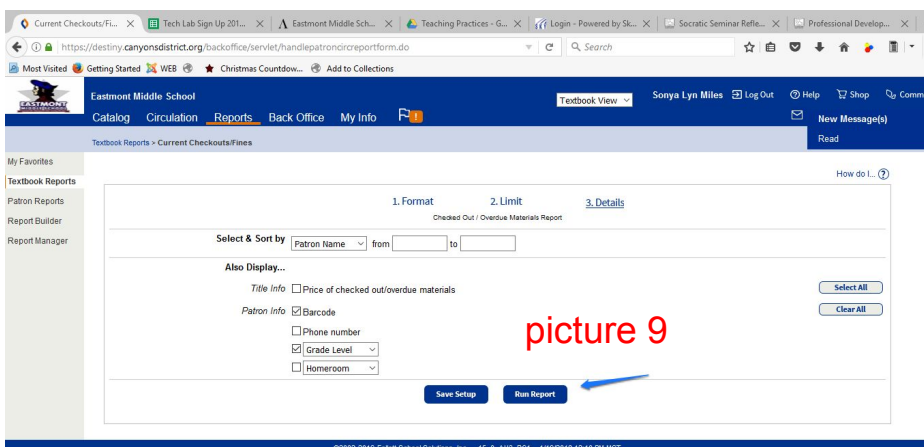 Current Checkouts/Fi... Tech Lab Sign Up 201... Eastmont Middle Sch... Teaching Practices - G... Login - Powered by Sk... Socratic Seminar Refle... Professional Develop...
https://destiny.canyonsdistrict.org/backoffice/servlet/handlepatroncircreportform.do Search
Most Visited Getting Started WEB Christmas Countdow... Add to Collections
EASTMONT
Eastmont Middle School Textbook View Sonya Lyn Miles Log Out Help Shop Comm
Catalog Circulation Reports Back Office My Info New Message(s)
Textbook Reports > Current Checkouts/Fines Read
My Favorites
How do I... ?
Textbook Reports
Patron Reports
Report Builder
Report Manager
1. Format 2. Limit 3. Details
Checked Out / Overdue Materials Report
Select & Sort by Patron Name from to
Also Display...
Title Info Price of checked out/overdue materials Select All
Patron Info Barcode Clear All
Phone number
Grade Level
Homeroom
picture 9
Save Setup Run Report